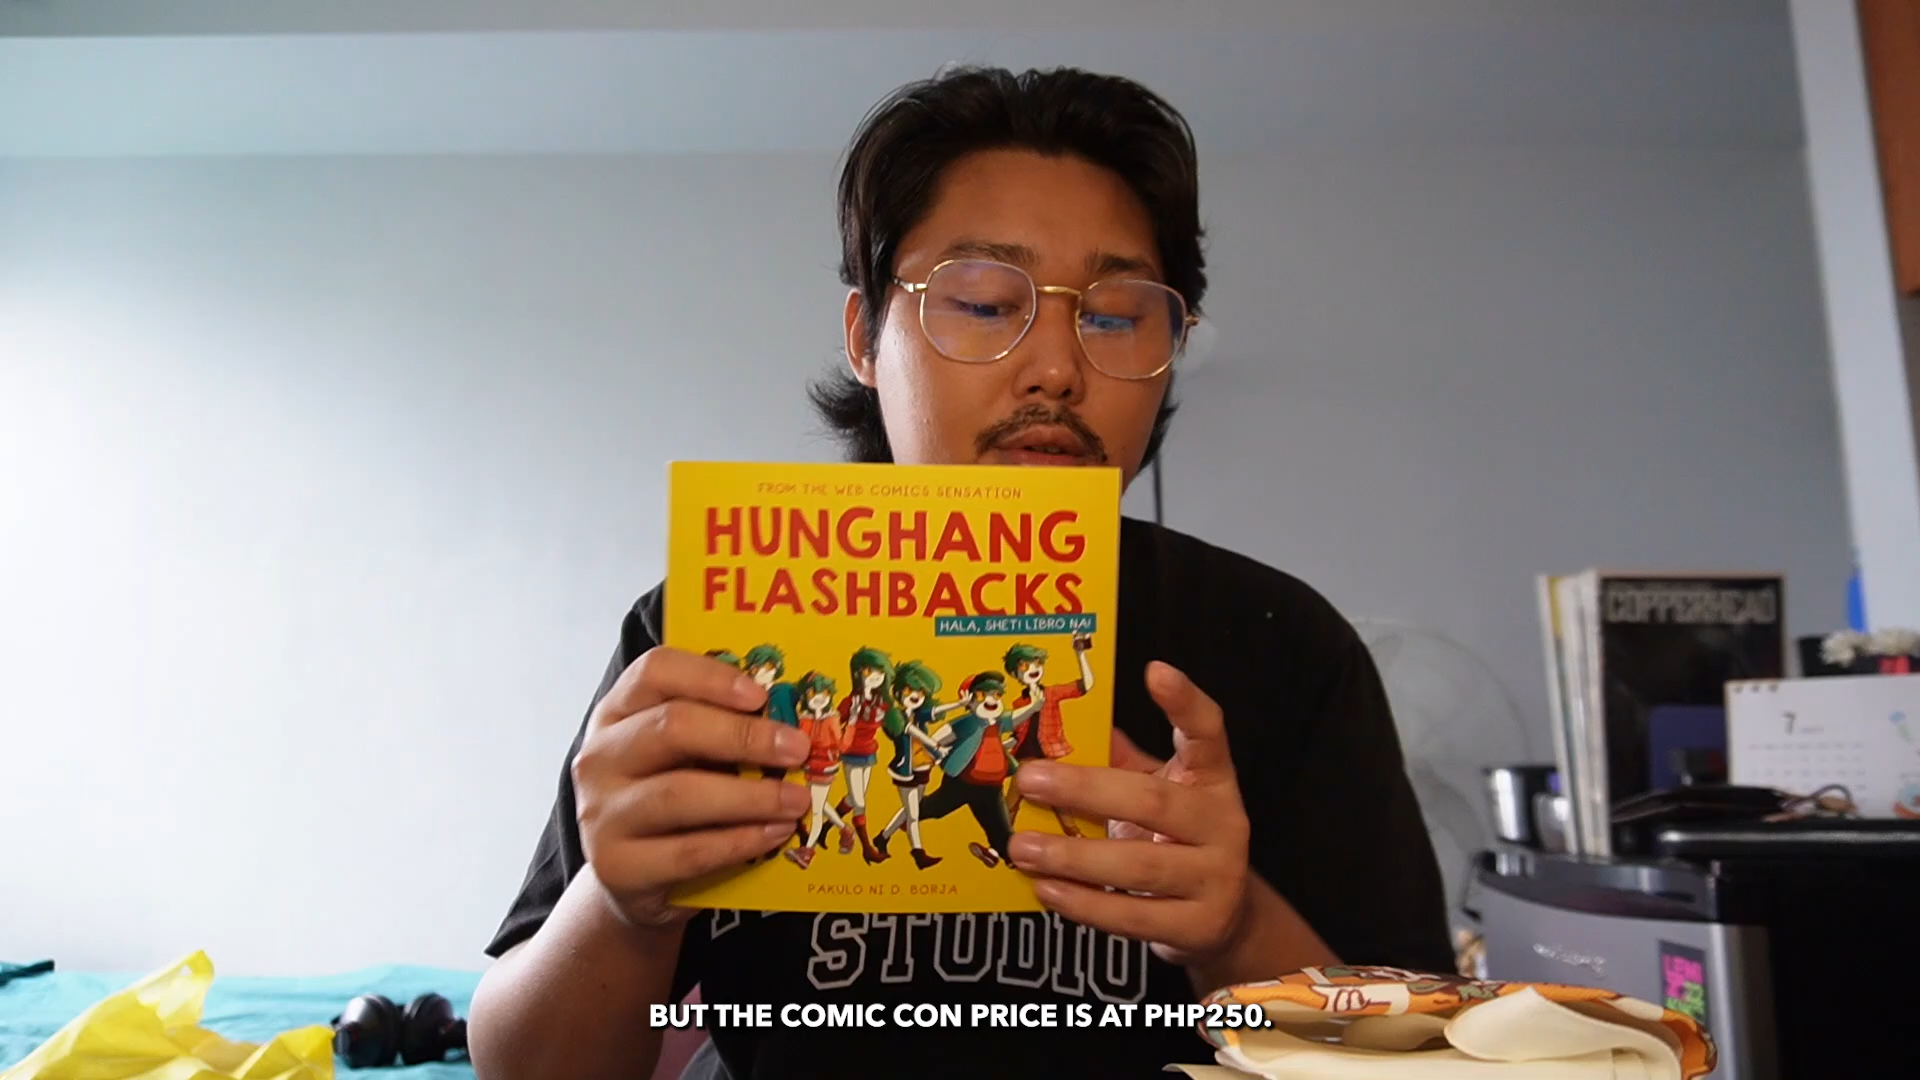 FROM THE WEB COMICS SENSATION
HUNGHANG
FLASHBACKS
HALA, SHET! LIBRO NA!
PAKULO NI D. BORJA
STUDIO
COPPERHEAD
7
BUT THE COMIC CON PRICE IS AT PHP250.